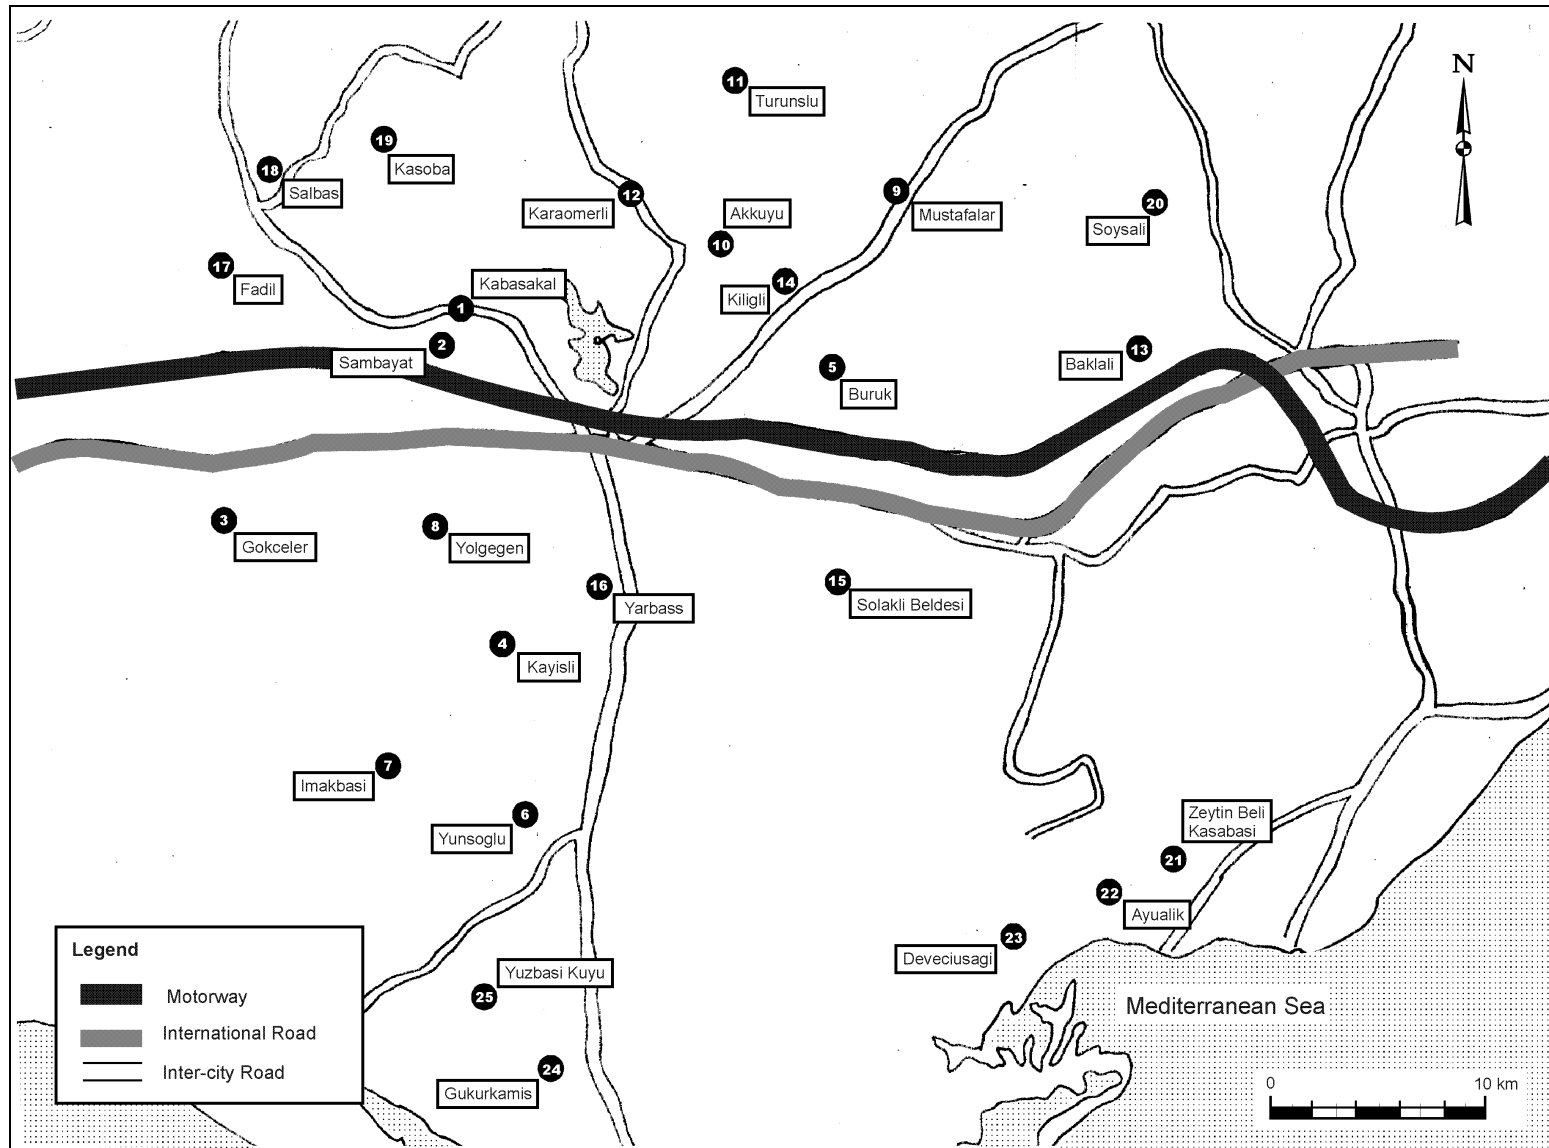 N
11
Turunslu
19
Kasoba
18
Salbas
12
Karaomerli
Akkuyu
10
9
Mustafalar
20
Soysali
17
Fadil
Kabasakal
1
14
Kiligli
2
Sambayat
5
Buruk
13
Baklali
3
Gokceler
8
Yolgegen
16
Yarbass
15
Solakli Beldesi
4
Kayisli
7
Imakbasi
6
Yunsoglu
Zeytin Beli
Kasabasi
21
22
Ayualik
23
Deveciusagi
Yuzbasi Kuyu
25
24
Gukurkamis
Mediterranean Sea
Legend
Motorway
International Road
Inter-city Road
0 10 km